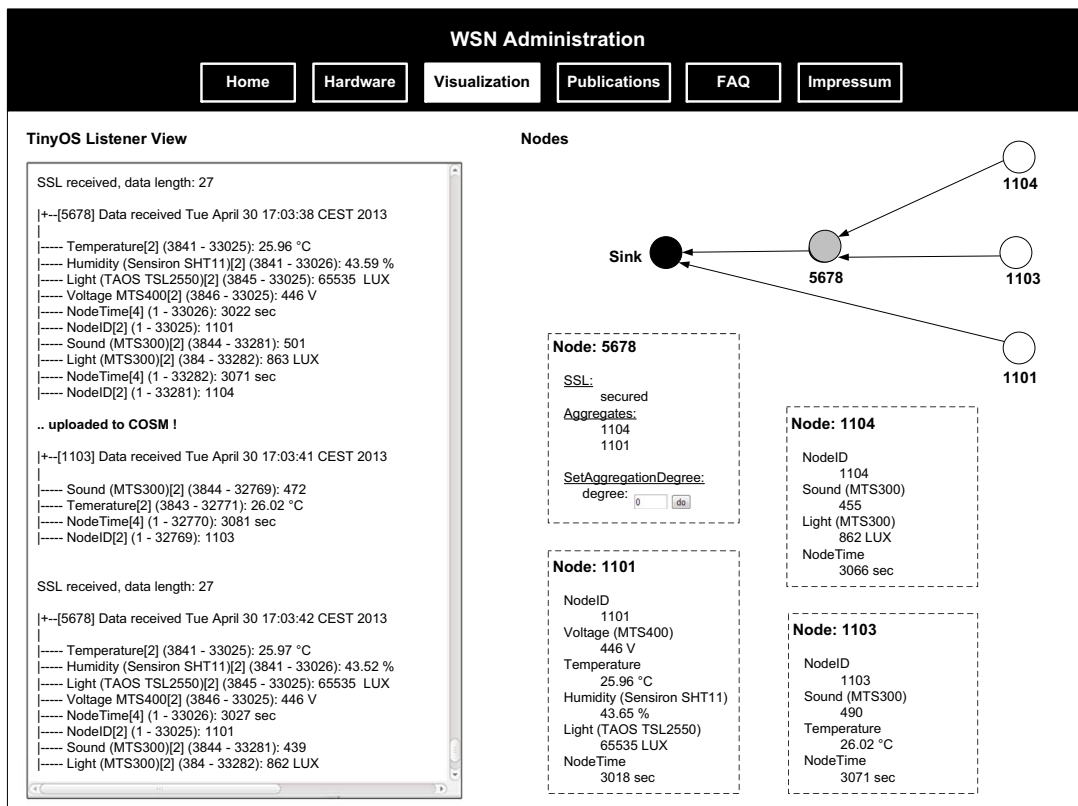 WSN Administration
Home
Hardware
Visualization
Publications
FAQ
Impressum
TinyOS Listener View
SSL received, data length: 27
|+--[5678] Data received Tue April 30 17:03:38 CEST 2013
|
|----- Temperature[2] (3841 - 33025): 25.96 °C
|----- Humidity (Sensiron SHT11)[2] (3841 - 33026): 43.59 %
|----- Light (TAOS TSL2550)[2] (3845 - 33025): 65535  LUX
|----- Voltage MTS400[2] (3846 - 33025): 446 V
|----- NodeTime[4] (1 - 33026): 3022 sec
|----- NodeID[2] (1 - 33025): 1101
|----- Sound (MTS300)[2] (3844 - 33281): 501
|----- Light (MTS300)[2] (384 - 33282): 863 LUX
|----- NodeTime[4] (1 - 33282): 3071 sec
|----- NodeID[2] (1 - 33281): 1104
.. uploaded to COSM !
|+--[1103] Data received Tue April 30 17:03:41 CEST 2013
|
|----- Sound (MTS300)[2] (3844 - 32769): 472
|----- Temerature[2] (3843 - 32771): 26.02 °C
|----- NodeTime[4] (1 - 32770): 3081 sec
|----- NodeID[2] (1 - 32769): 1103
SSL received, data length: 27
|+--[5678] Data received Tue April 30 17:03:42 CEST 2013
|
|----- Temperature[2] (3841 - 33025): 25.97 °C
|----- Humidity (Sensiron SHT11)[2] (3841 - 33026): 43.52 %
|----- Light (TAOS TSL2550)[2] (3845 - 33025): 65535  LUX
|----- Voltage MTS400[2] (3846 - 33025): 446 V
|----- NodeTime[4] (1 - 33026): 3027 sec
|----- NodeID[2] (1 - 33025): 1101
|----- Sound (MTS300)[2] (3844 - 33281): 439
|----- Light (MTS300)[2] (384 - 33282): 862 LUX
Nodes
1104
Sink
5678
1103
1101
Node: 5678
SSL:
secured
Aggregates:
1104
1101
SetAggregationDegree:
degree: 0 do
Node: 1104
NodeID
1104
Sound (MTS300)
455
Light (MTS300)
862 LUX
NodeTime
3066 sec
Node: 1101
NodeID
1101
Voltage (MTS400)
446 V
Temperature
25.96 °C
Humidity (Sensiron SHT11)
43.65 %
Light (TAOS TSL2550)
65535 LUX
NodeTime
3018 sec
Node: 1103
NodeID
1103
Sound (MTS300)
490
Temperature
26.02 °C
NodeTime
3071 sec